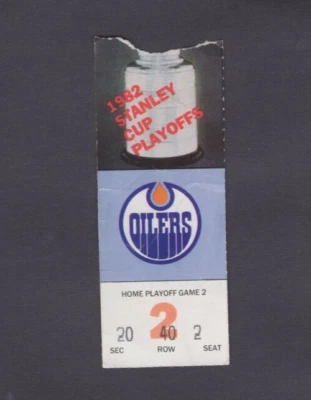 1982
STANLEY
CUP
PLAYOFFS
OILERS
HOME PLAYOFF GAME 2
2
20 40 2
SEC ROW SEAT